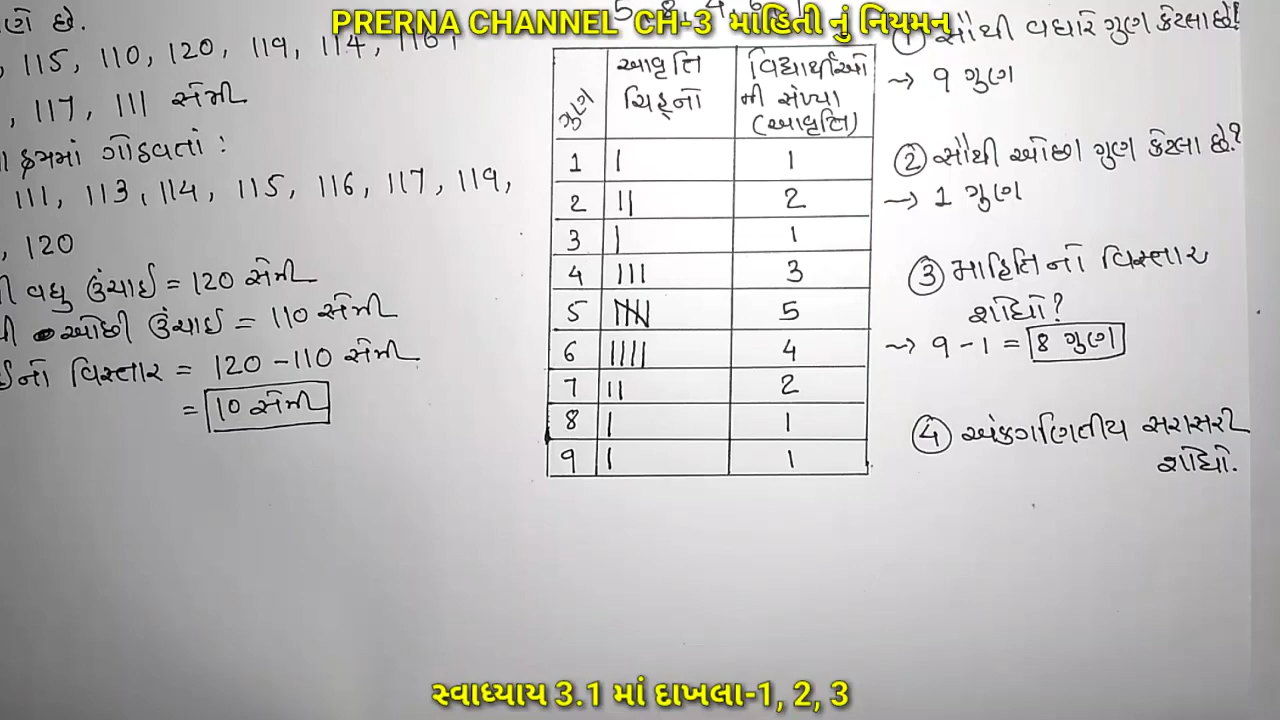 PRERNA CHANNEL CH-3 માહિતી નું નિયમન
છે.
, 115, 110, 120, 119, 114, 116,
, 117, 111 સેમી
ક્રમમાં ગોઠવતાં :
111, 113, 114, 115, 116, 117, 119,
, 120
વધુ ઉંચાઈ = 120 સેમી
ઓછી ઉંચાઈ = 110 સેમી
વિસ્તાર = 120 - 110 સેમી
= 10 સેમી
ગુણ આવૃત્તિ ચિહ્નો વિદ્યાર્થીઓ ની સંખ્યા (આવૃત્તિ)
1 | 1
2 || 2
3 | 1
4 ||| 3
5 |||| 5
6 |||| 4
7 || 2
8 | 1
9 | 1
① સૌથી વધારે ગુણ કેટલા છે?
→ 9 ગુણ
② સૌથી ઓછા ગુણ કેટલા છે?
→ 1 ગુણ
③ માહિતિનો વિસ્તાર
શોધો?
→ 9 - 1 = 8 ગુણ
④ અંકગણિતીય સરાસરી
શોધો.
સ્વાધ્યાય 3.1 માં દાખલા-1, 2, 3